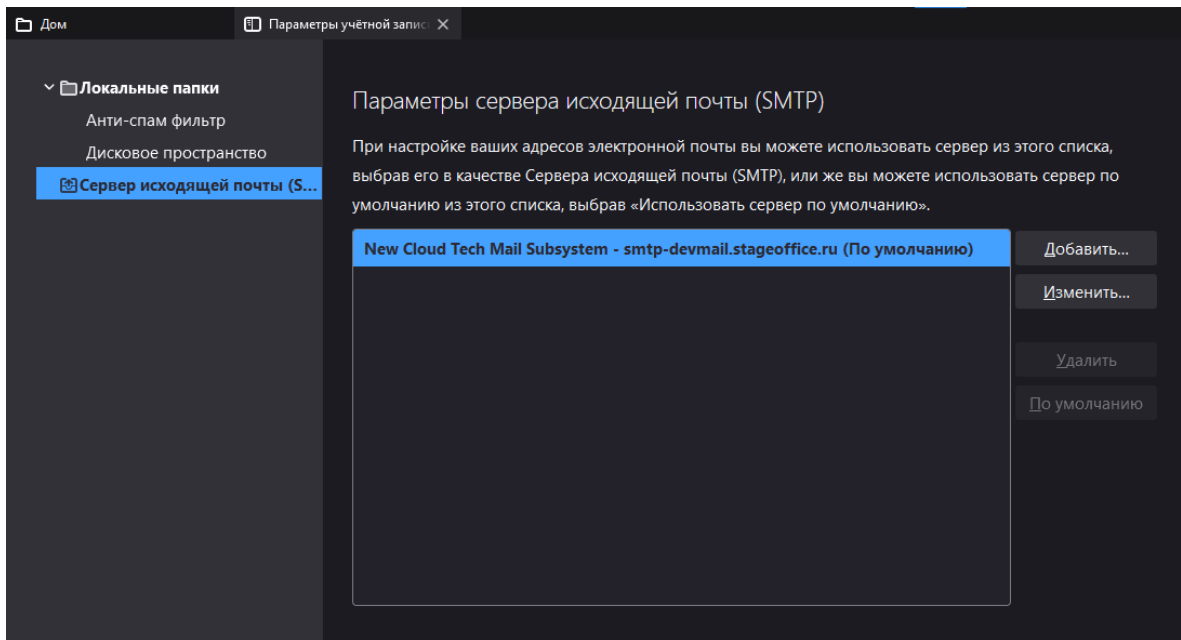 Дом
Параметры учётной запис
Локальные папки
Анти-спам фильтр
Дисковое пространство
Сервер исходящей почты (S...
Параметры сервера исходящей почты (SMTP)
При настройке ваших адресов электронной почты вы можете использовать сервер из этого списка,
выбрав его в качестве Сервера исходящей почты (SMTP), или же вы можете использовать сервер по
умолчанию из этого списка, выбрав «Использовать сервер по умолчанию».
New Cloud Tech Mail Subsystem - smtp-devmail.stageoffice.ru (По умолчанию)
Добавить...
Изменить...
Удалить
По умолчанию